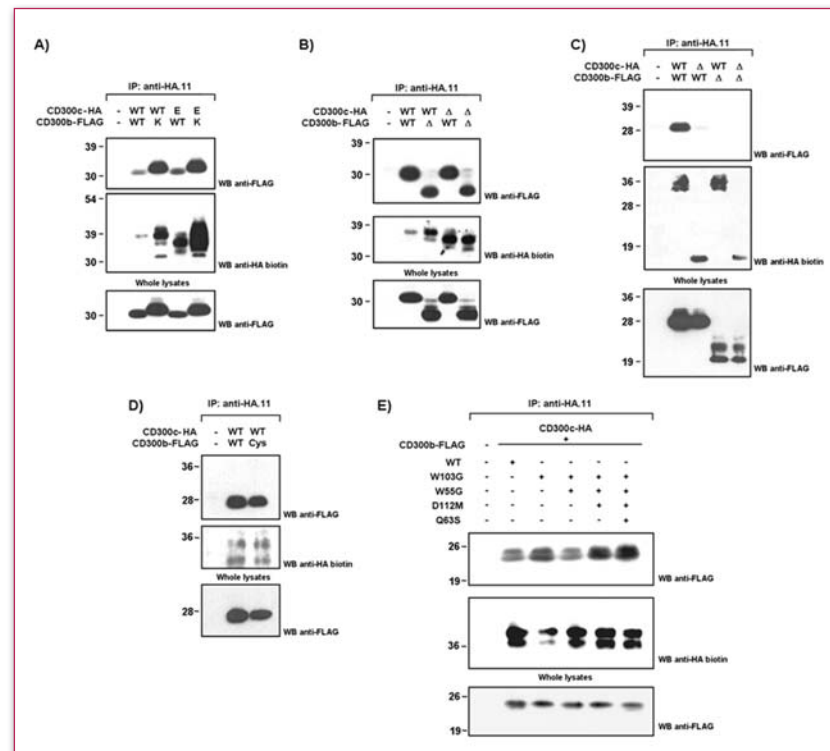 A)
IP: anti-HA.11
CD300c-HA - WT WT E E
CD300b-FLAG - WT K WT K
39
30
WB anti-FLAG
54
39
30
WB anti-HA biotin
Whole lysates
30
WB anti-FLAG
B)
IP: anti-HA.11
CD300c-HA - WT WT Δ Δ
CD300b-FLAG - WT Δ WT Δ
39
30
WB anti-FLAG
39
30
WB anti-HA biotin
Whole lysates
30
WB anti-FLAG
C)
IP: anti-HA.11
CD300c-HA - WT Δ WT Δ
CD300b-FLAG - WT WT Δ Δ
39
28
WB anti-FLAG
36
28
19
WB anti-HA biotin
Whole lysates
36
28
19
WB anti-FLAG
D)
IP: anti-HA.11
CD300c-HA - WT WT
CD300b-FLAG - WT Cys
36
28
WB anti-FLAG
36
WB anti-HA biotin
Whole lysates
28
WB anti-FLAG
E)
IP: anti-HA.11
CD300c-HA
CD300b-FLAG - +
WT - + - - - -
W103G - - + + + +
W55G - - - + + +
D112M - - - - + +
Q63S - - - - - +
26
19
WB anti-FLAG
36
WB anti-HA biotin
Whole lysates
26
19
WB anti-FLAG